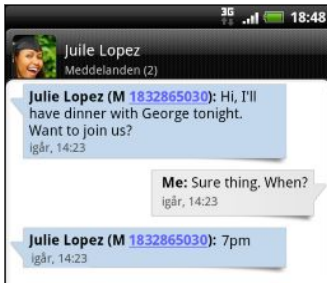 3G 18:48
Juile Lopez
Meddelanden (2)
Julie Lopez (M 1832865030): Hi, I'll
have dinner with George tonight.
Want to join us?
igår, 14:23
Me: Sure thing. When?
igår, 14:23
Julie Lopez (M 1832865030): 7pm
igår, 14:23